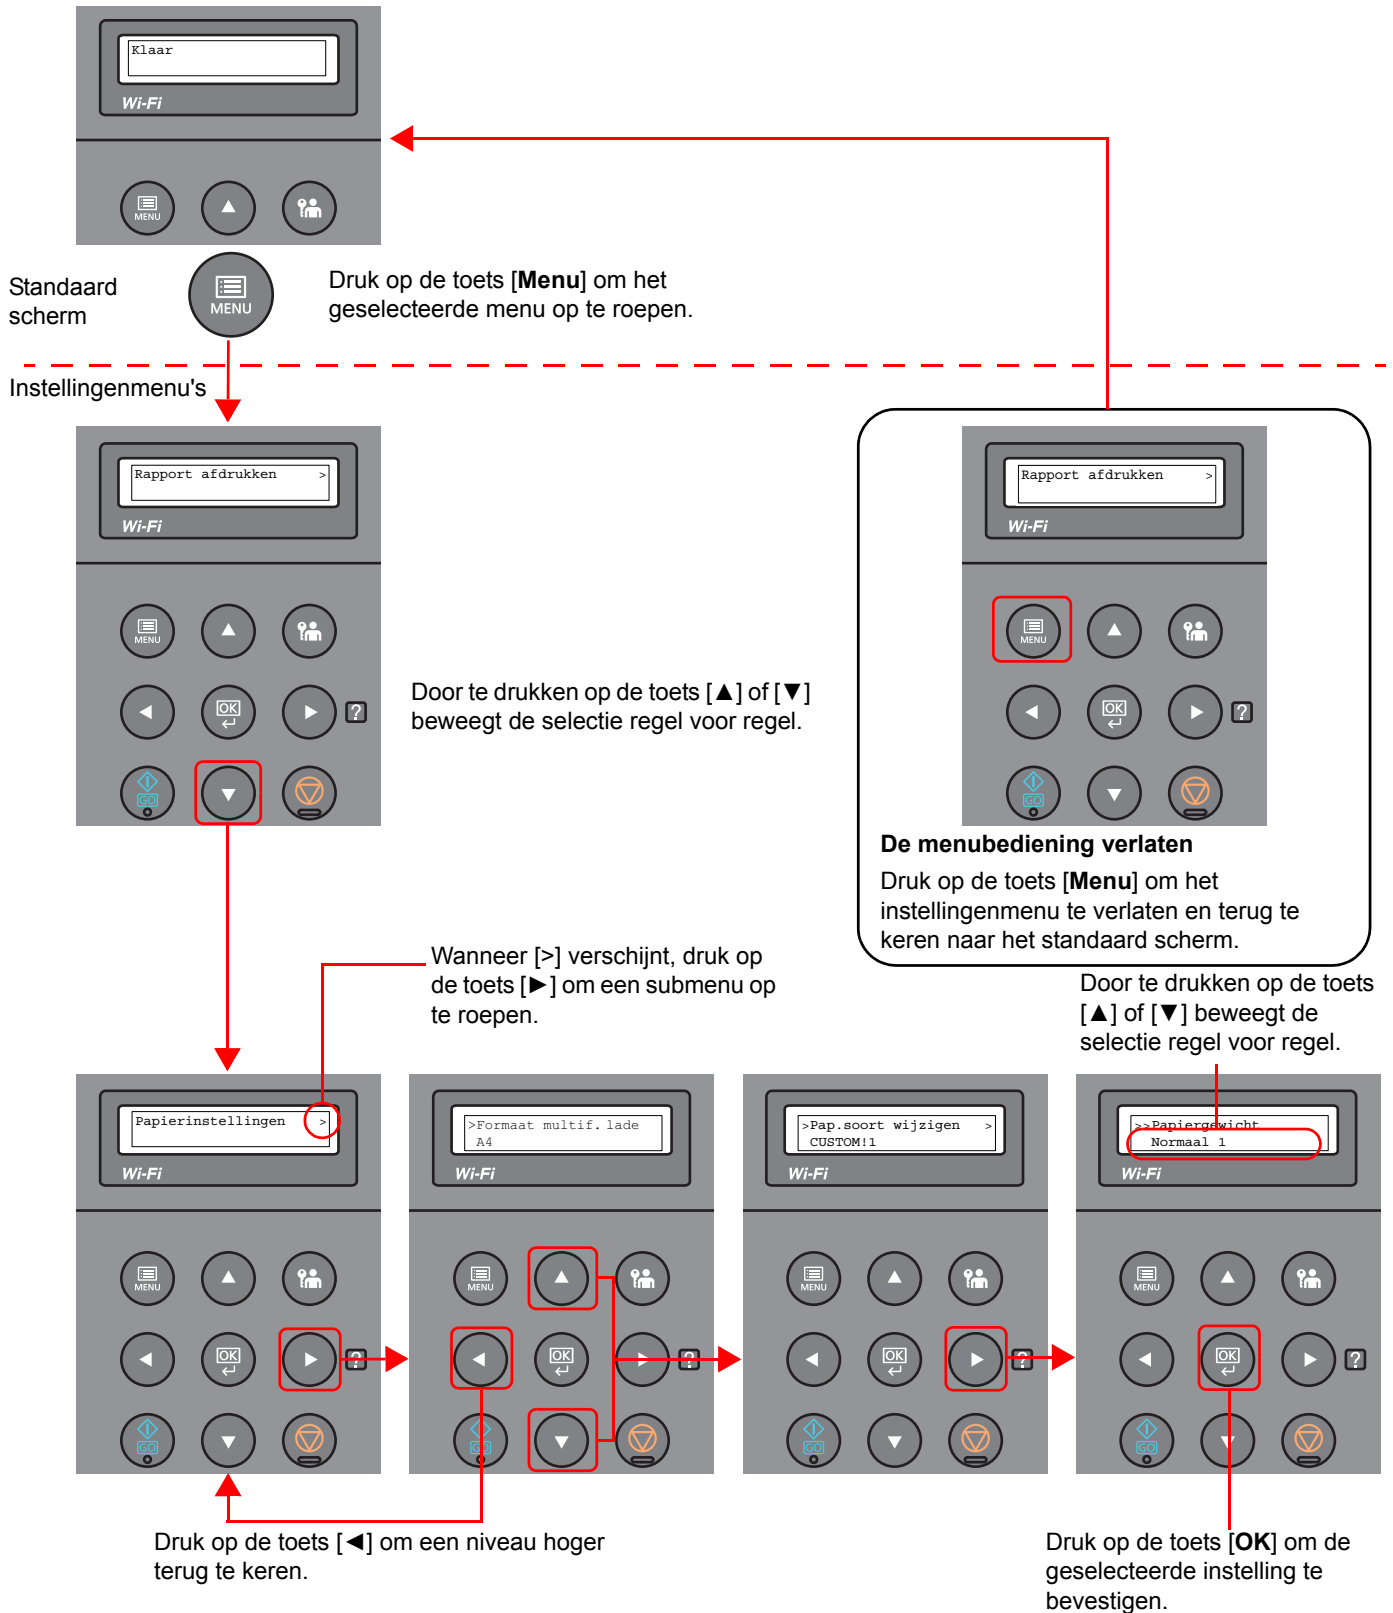 Klaar
Wi-Fi
MENU
Standaard
scherm
MENU
Druk op de toets [Menu] om het
geselecteerde menu op te roepen.
Instellingenmenu's
Rapport afdrukken >
Wi-Fi
MENU
OK
?
GO
Door te drukken op de toets [▲] of [▼]
beweegt de selectie regel voor regel.
Rapport afdrukken >
Wi-Fi
MENU
OK
?
GO
De menubediening verlaten
Druk op de toets [Menu] om het
instellingenmenu te verlaten en terug te
keren naar het standaard scherm.
Wanneer [>] verschijnt, druk op
de toets [►] om een submenu op
te roepen.
Door te drukken op de toets
[▲] of [▼] beweegt de
selectie regel voor regel.
Papierinstellingen >
Wi-Fi
MENU
OK
?
GO
>Formaat multif. lade
A4
Wi-Fi
MENU
OK
?
GO
>Pap.soort wijzigen >
CUSTOM!1
Wi-Fi
MENU
OK
?
GO
>>Papiergewicht
Normaal 1
Wi-Fi
MENU
OK
?
GO
Druk op de toets [◄] om een niveau hoger
terug te keren.
Druk op de toets [OK] om de
geselecteerde instelling te
bevestigen.